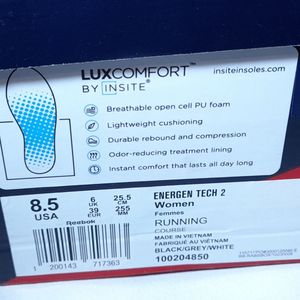 LUXCOMFORT™
BY INSITE®
insiteinsoles.com
Breathable open cell PU foam
Lightweight cushioning
Durable rebound and compression
Odor-reducing treatment lining
Instant comfort that lasts all day long
8.5
USA
6
UK
39
EUR
25.5
CM
255
MM
Reebok
ENERGEN TECH 2
Women
Femmes
RUNNING
COURSE
MADE IN VIETNAM
FABRIQUÉ AU VIETNAM
BLACK/GREY/WHITE
100204850
1 200143 717363